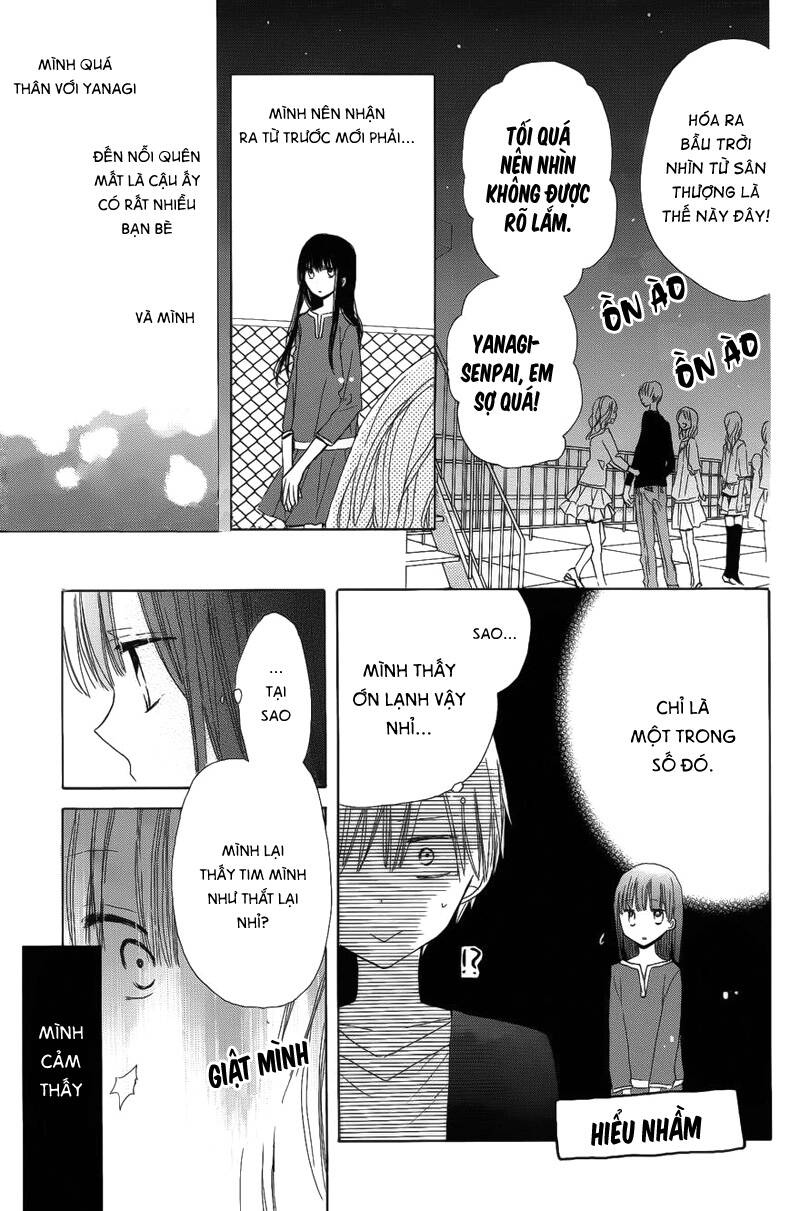 HÓA RA
BẦU TRỜI
NHÌN TỪ SÂN
THƯỢNG LÀ
THẾ NÀY ĐÂY!
TỐI QUÁ
NÊN NHÌN
KHÔNG ĐƯỢC
RÕ LẮM.
YANAGI-
SENPAI, EM
SỢ QUÁ!
ỒN ÀO
ỒN ÀO
MÌNH NÊN NHẬN
RA TỪ TRƯỚC MỚI PHẢI...
MÌNH QUÁ
THÂN VỚI YANAGI
ĐẾN NỖI QUÊN
MẤT LÀ CẬU ẤY
CÓ RẤT NHIỀU
BẠN BÈ
VÀ MÌNH
CHỈ LÀ
MỘT TRONG
SỐ ĐÓ.
SAO...
MÌNH THẤY
ỚN LẠNH VẬY
NHỈ...
!?
HIỂU NHẦM
...
TẠI
SAO
MÌNH LẠI
THẤY TIM MÌNH
NHƯ THẮT LẠI
NHỈ?
GIẬT MÌNH
MÌNH
CẢM
THẤY